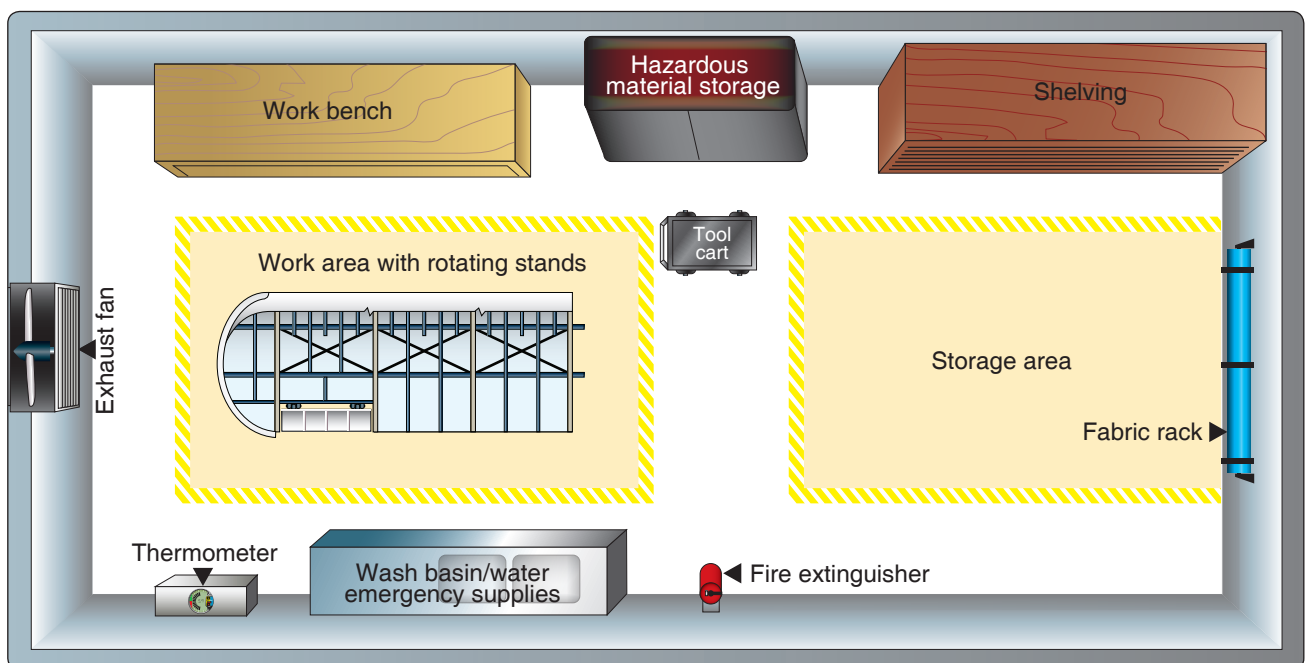 Work bench
Hazardous
material storage
Shelving
Tool
cart
Work area with rotating stands
Exhaust fan
Storage area
Fabric rack
Thermometer
Wash basin/water
emergency supplies
Fire extinguisher